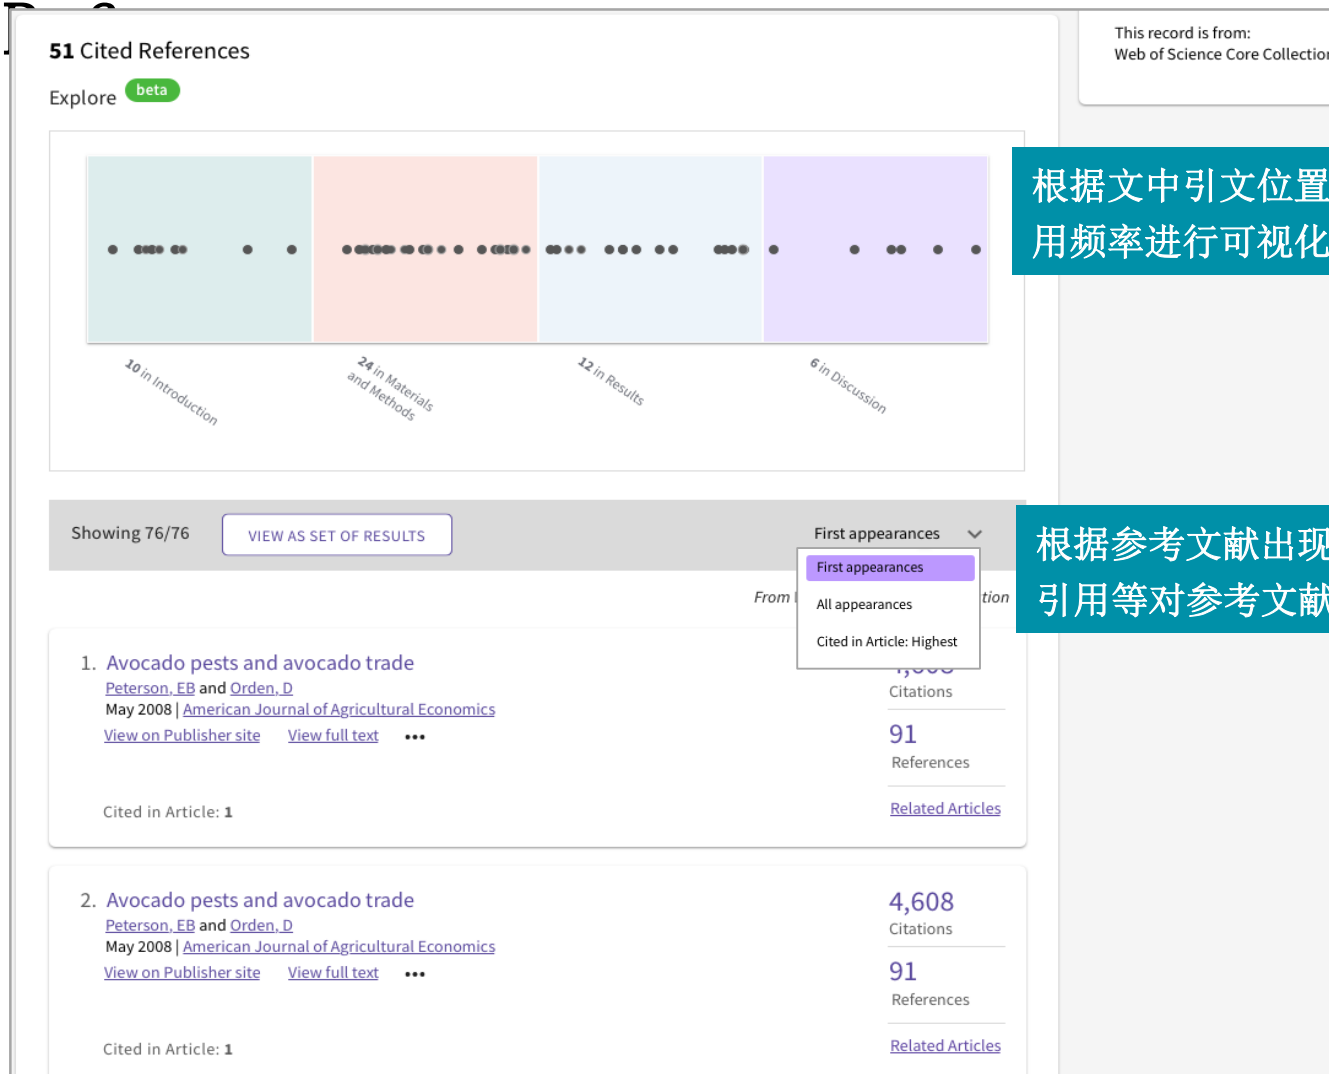 51 Cited References
Explore beta
This record is from:
Web of Science Core Collection
根据文中引文位置
用频率进行可视化
10 in Introduction
24 in Materials
and Methods
12 in Results
6 in Discussion
Showing 76/76
VIEW AS SET OF RESULTS
First appearances
First appearances
All appearances
Cited in Article: Highest
From
tion
根据参考文献出现
引用等对参考文献
1. Avocado pests and avocado trade
Peterson, EB and Orden, D
May 2008 | American Journal of Agricultural Economics
View on Publisher site View full text •••
Cited in Article: 1
4,608
Citations
91
References
Related Articles
2. Avocado pests and avocado trade
Peterson, EB and Orden, D
May 2008 | American Journal of Agricultural Economics
View on Publisher site View full text •••
Cited in Article: 1
4,608
Citations
91
References
Related Articles